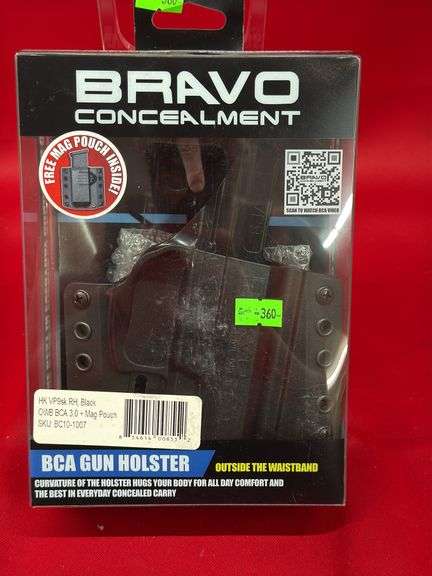 BRAVO
CONCEALMENT
FREE MAG POUCH INSIDE!
BRAVO
CONCEALMENT
SCAN TO WATCH BCA VIDEO
360
HK VP9sk RH, Black
OWB BCA 3.0 + Mag Pouch
SKU: BC10-1007
BCA GUN HOLSTER
OUTSIDE THE WAISTBAND
CURVATURE OF THE HOLSTER HUGS YOUR BODY FOR ALL DAY COMFORT AND
THE BEST IN EVERYDAY CONCEALED CARRY